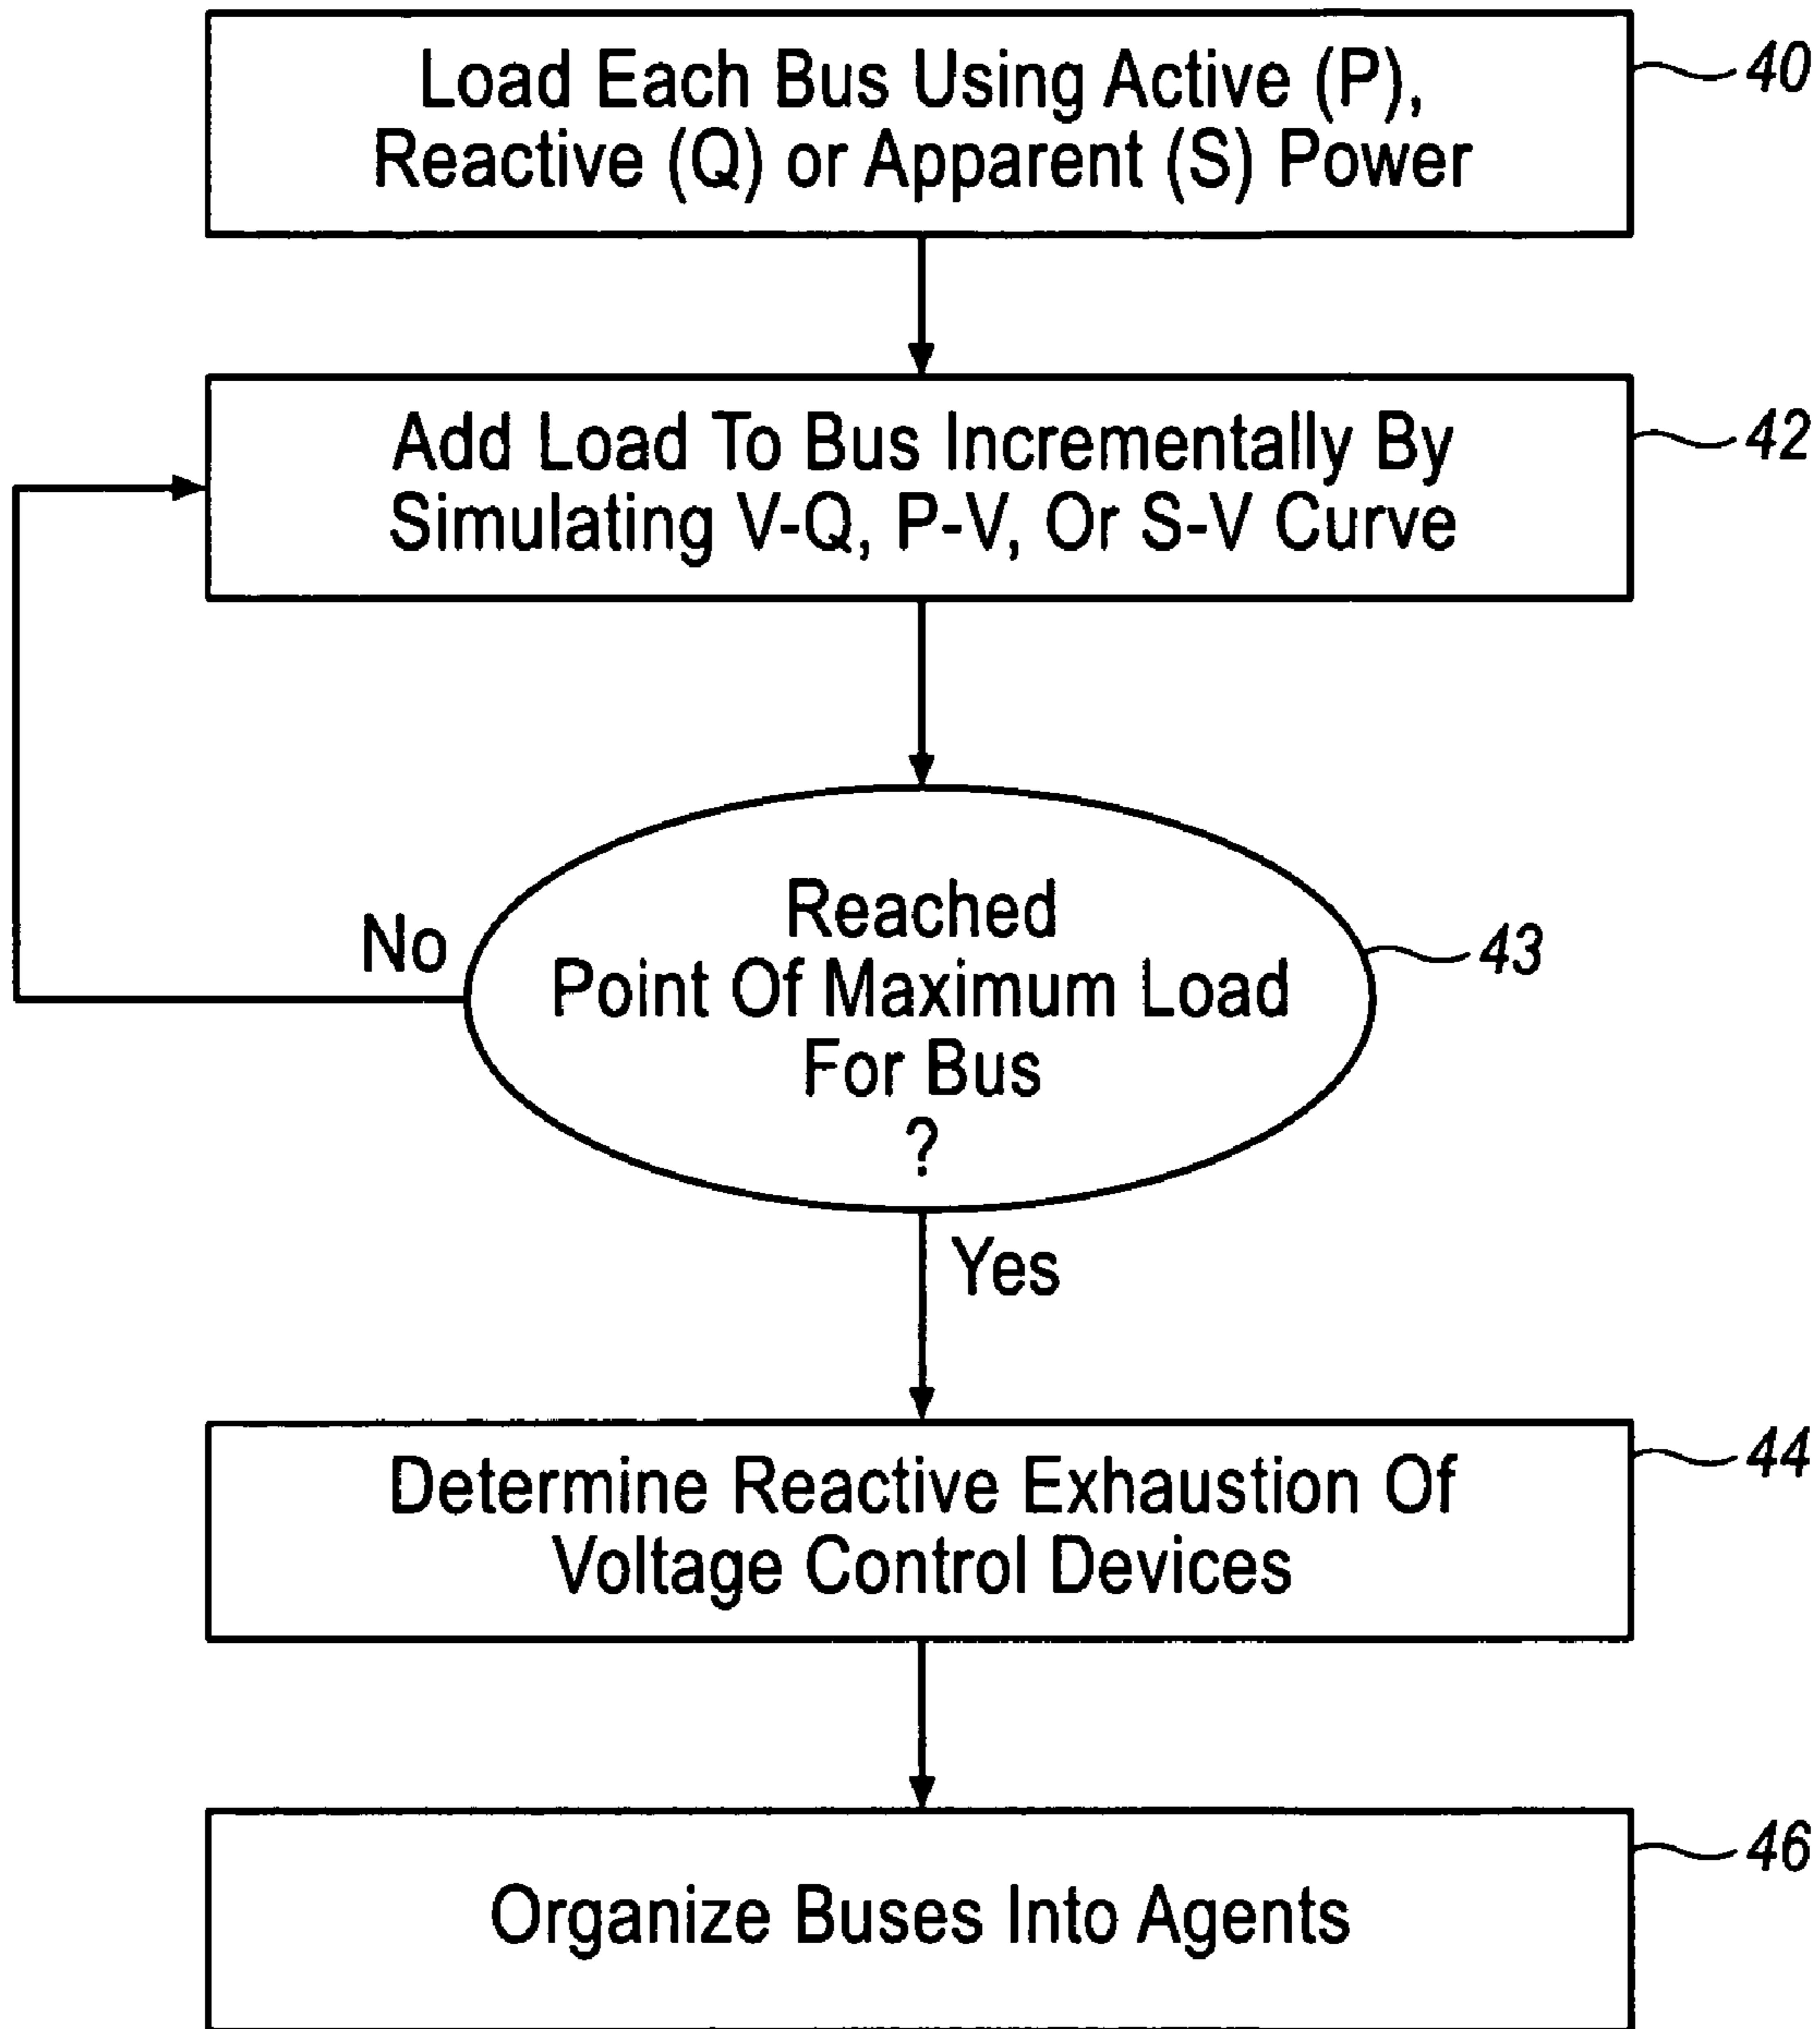 Load Each Bus Using Active (P),
Reactive (Q) or Apparent (S) Power
40
Add Load To Bus Incrementally By
Simulating V-Q, P-V, Or S-V Curve
42
Reached
Point Of Maximum Load
For Bus
?
43
No
Yes
Determine Reactive Exhaustion Of
Voltage Control Devices
44
Organize Buses Into Agents
46